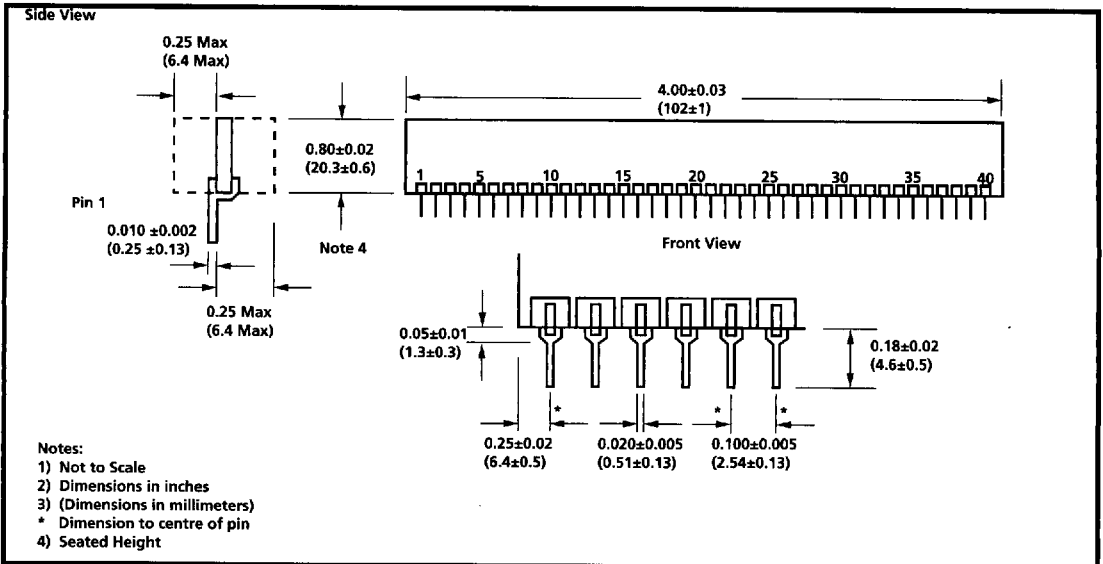 Side View
0.25 Max
(6.4 Max)
4.00±0.03
(102±1)
0.80±0.02
(20.3±0.6)
1 5 10 15 20 25 30 35 40
Pin 1
0.010 ±0.002
(0.25 ±0.13)
Note 4
Front View
0.25 Max
(6.4 Max)
0.05±0.01
(1.3±0.3)
0.18±0.02
(4.6±0.5)
* * *
0.25±0.02
(6.4±0.5)
0.020±0.005
(0.51±0.13)
0.100±0.005
(2.54±0.13)
Notes:
1) Not to Scale
2) Dimensions in inches
3) (Dimensions in millimeters)
* Dimension to centre of pin
4) Seated Height